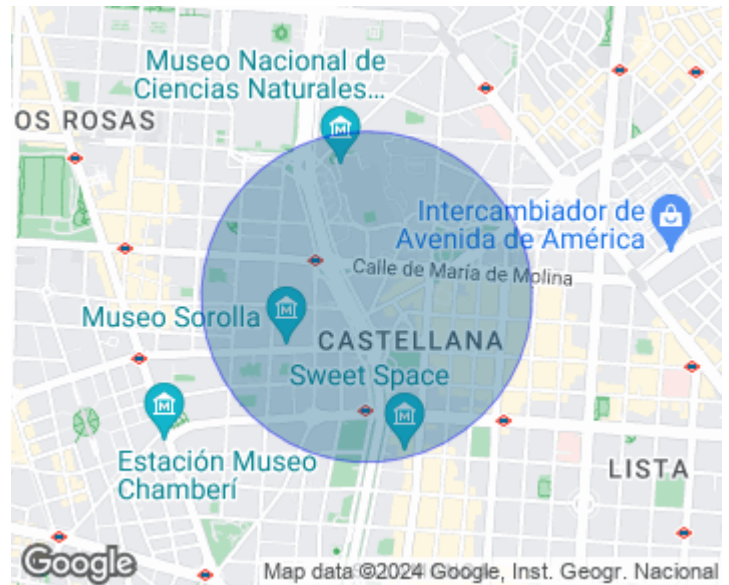 Museo Nacional de
Ciencias Naturales...
OS ROSAS
Intercambiador de
Avenida de América
Calle de María de Molina
Museo Sorolla
CASTELLANA
Sweet Space
Estación Museo
Chamberí
LISTA
Google
Map data ©2024 Google, Inst. Geogr. Nacional